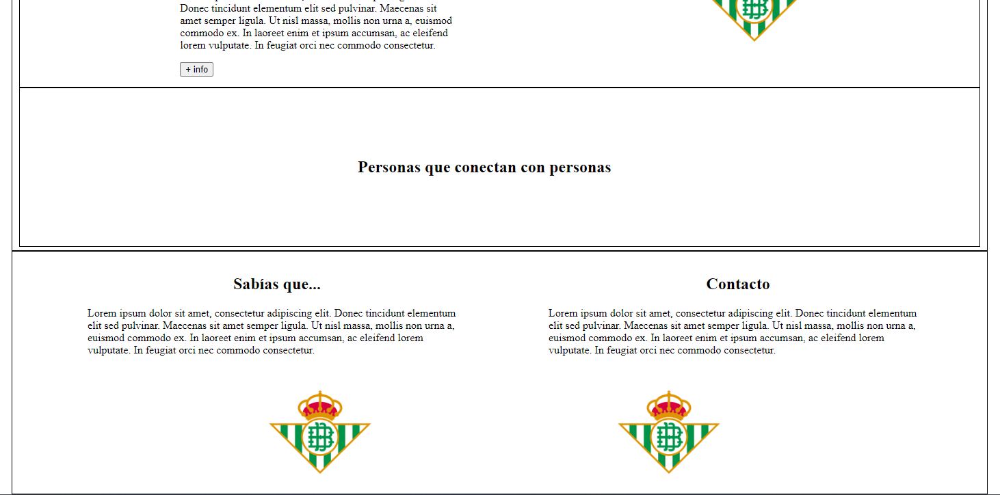 Donec tincidunt elementum elit sed pulvinar. Maecenas sit
amet semper ligula. Ut nisl massa, mollis non urna a, euismod
commodo ex. In laoreet enim et ipsum accumsan, ac eleifend
lorem vulputate. In feugiat orci nec commodo consectetur.
+ info
Personas que conectan con personas
Sabías que...
Lorem ipsum dolor sit amet, consectetur adipiscing elit. Donec tincidunt elementum
elit sed pulvinar. Maecenas sit amet semper ligula. Ut nisl massa, mollis non urna a,
euismod commodo ex. In laoreet enim et ipsum accumsan, ac eleifend lorem
vulputate. In feugiat orci nec commodo consectetur.
Contacto
Lorem ipsum dolor sit amet, consectetur adipiscing elit. Donec tincidunt elementum
elit sed pulvinar. Maecenas sit amet semper ligula. Ut nisl massa, mollis non urna a,
euismod commodo ex. In laoreet enim et ipsum accumsan, ac eleifend lorem
vulputate. In feugiat orci nec commodo consectetur.